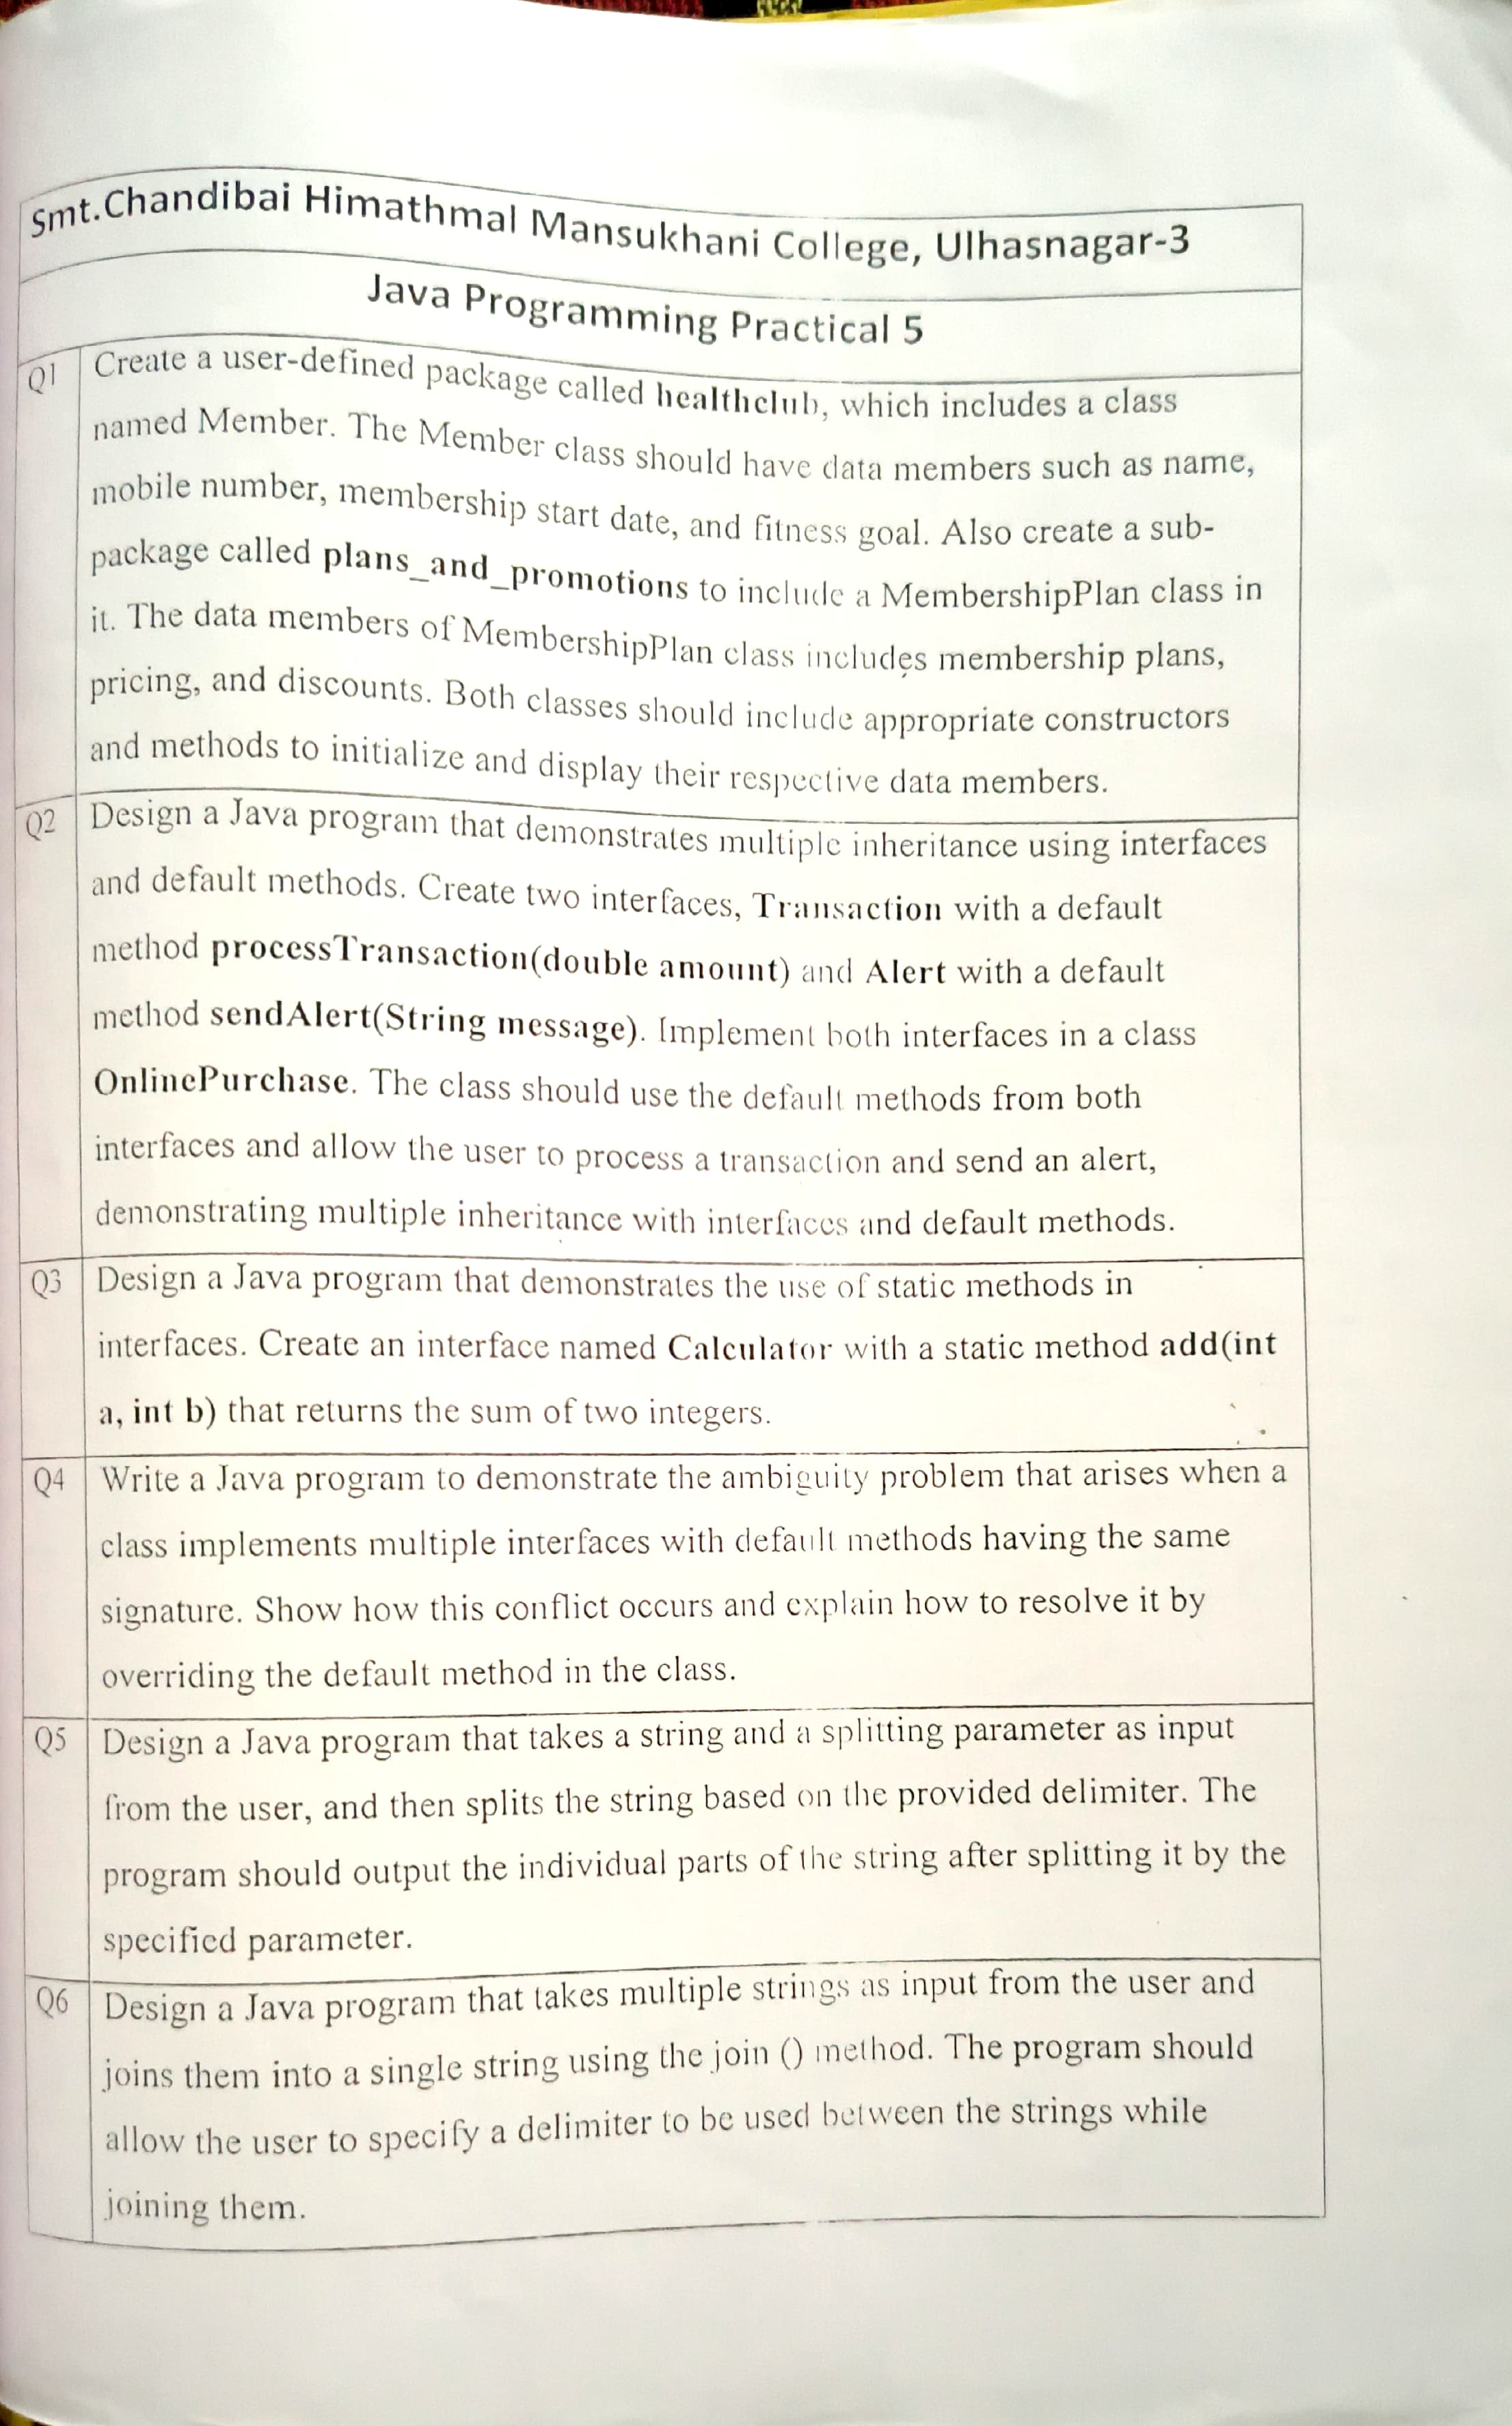 Smt.Chandibai Himathmal Mansukhani College, Ulhasnagar-3
Java Programming Practical 5
Q1 Create a user-defined package called healthclub, which includes a class
named Member. The Member class should have data members such as name,
mobile number, membership start date, and fitness goal. Also create a sub-
package called plans_and_promotions to include a MembershipPlan class in
it. The data members of MembershipPlan class includes membership plans,
pricing, and discounts. Both classes should include appropriate constructors
and methods to initialize and display their respective data members.
Q2 Design a Java program that demonstrates multiple inheritance using interfaces
and default methods. Create two interfaces, Transaction with a default
method processTransaction(double amount) and Alert with a default
method sendAlert(String message). Implement both interfaces in a class
OnlinePurchase. The class should use the default methods from both
interfaces and allow the user to process a transaction and send an alert,
demonstrating multiple inheritance with interfaces and default methods.
Q3 Design a Java program that demonstrates the use of static methods in
interfaces. Create an interface named Calculator with a static method add(int
a, int b) that returns the sum of two integers.
Q4 Write a Java program to demonstrate the ambiguity problem that arises when a
class implements multiple interfaces with default methods having the same
signature. Show how this conflict occurs and explain how to resolve it by
overriding the default method in the class.
Q5 Design a Java program that takes a string and a splitting parameter as input
from the user, and then splits the string based on the provided delimiter. The
program should output the individual parts of the string after splitting it by the
specified parameter.
Q6 Design a Java program that takes multiple strings as input from the user and
joins them into a single string using the join () method. The program should
allow the user to specify a delimiter to be used between the strings while
joining them.